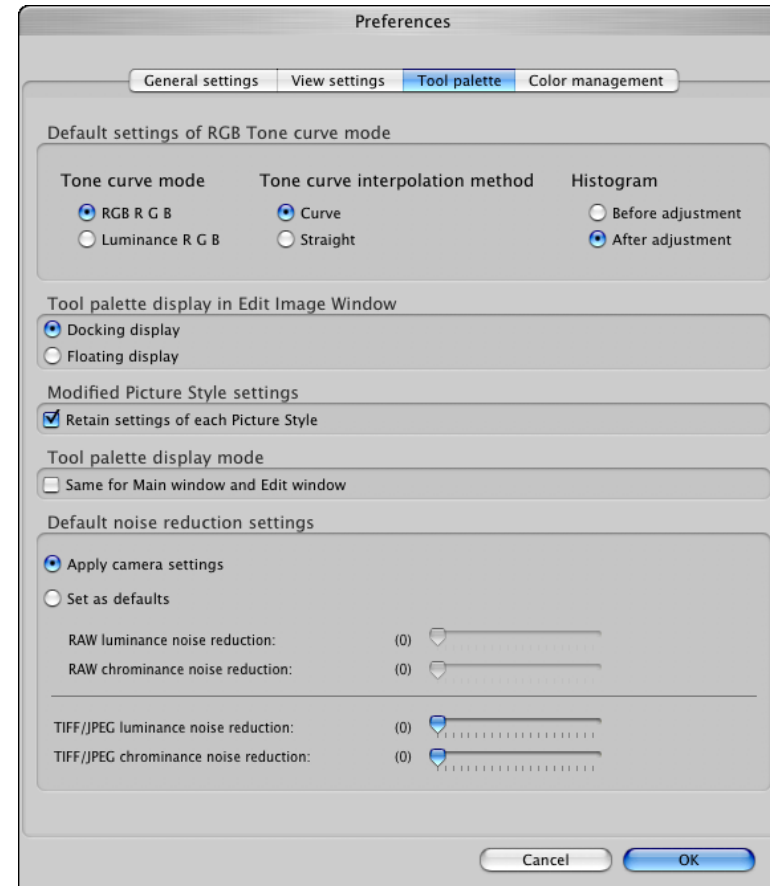 Preferences
General settings View settings Tool palette Color management
Default settings of RGB Tone curve mode
Tone curve mode Tone curve interpolation method Histogram
RGB R G B Curve Before adjustment
Luminance R G B Straight After adjustment
Tool palette display in Edit Image Window
Docking display
Floating display
Modified Picture Style settings
Retain settings of each Picture Style
Tool palette display mode
Same for Main window and Edit window
Default noise reduction settings
Apply camera settings
Set as defaults
RAW luminance noise reduction: (0)
RAW chrominance noise reduction: (0)
TIFF/JPEG luminance noise reduction: (0)
TIFF/JPEG chrominance noise reduction: (0)
Cancel OK